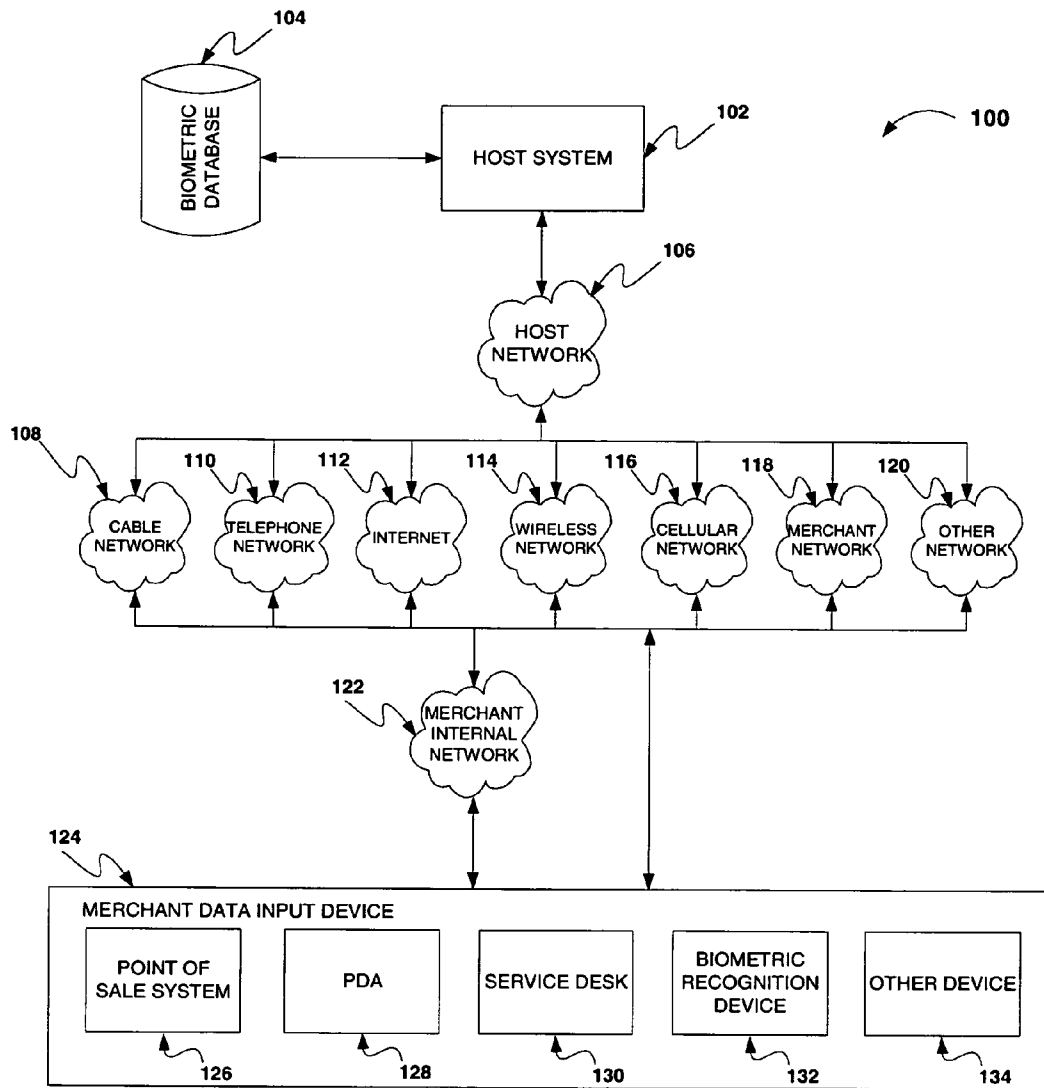 104
BIOMETRIC
DATABASE
HOST SYSTEM
102
100
106
HOST
NETWORK
108
110
112
114
116
118
120
CABLE
NETWORK
TELEPHONE
NETWORK
INTERNET
WIRELESS
NETWORK
CELLULAR
NETWORK
MERCHANT
NETWORK
OTHER
NETWORK
122
MERCHANT
INTERNAL
NETWORK
124
MERCHANT DATA INPUT DEVICE
POINT OF
SALE SYSTEM
PDA
SERVICE DESK
BIOMETRIC
RECOGNITION
DEVICE
OTHER DEVICE
126
128
130
132
134